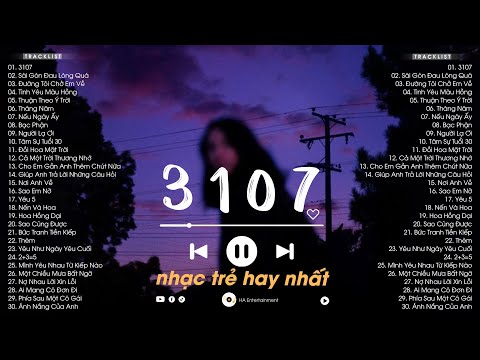 TRACKLIST
01. 3107
02. Sài Gòn Đau Lòng Quá
03. Đường Tôi Chở Em Về
04. Tình Yêu Màu Hồng
05. Thuận Theo Ý Trời
06. Tháng Năm
07. Nếu Ngày Ấy
08. Bạc Phận
09. Người Lạ Ơi
10. Tâm Sự Tuổi 30
11. Đồi Hoa Mặt Trời
12. Cả Một Trời Thương Nhớ
13. Cho Em Gần Anh Thêm Chút Nữa
14. Giúp Anh Trả Lời Những Câu Hỏi
15. Nơi Anh Về
16. Sao Em Nỡ
17. Yêu 5
18. Nến Và Hoa
19. Hoa Hồng Dại
20. Sao Cũng Được
21. Bức Tranh Tiền Kiếp
22. Thêm
23. Yêu Như Ngày Yêu Cuối
24. 2+3=5
25. Mình Yêu Nhau Từ Kiếp Nào
26. Một Chiều Mưa Bất Ngờ
27. Nợ Nhau Lời Xin Lỗi
28. Ai Mang Cô Đơn Đi
29. Phía Sau Một Cô Gái
30. Ánh Nắng Của Anh
3107
nhạc trẻ hay nhất
HA Entertainment
TRACKLIST
01. 3107
02. Sài Gòn Đau Lòng Quá
03. Đường Tôi Chở Em Về
04. Tình Yêu Màu Hồng
05. Thuận Theo Ý Trời
06. Tháng Năm
07. Nếu Ngày Ấy
08. Bạc Phận
09. Người Lạ Ơi
10. Tâm Sự Tuổi 30
11. Đồi Hoa Mặt Trời
12. Cả Một Trời Thương Nhớ
13. Cho Em Gần Anh Thêm Chút Nữa
14. Giúp Anh Trả Lời Những Câu Hỏi
15. Nơi Anh Về
16. Sao Em Nỡ
17. Yêu 5
18. Nến Và Hoa
19. Hoa Hồng Dại
20. Sao Cũng Được
21. Bức Tranh Tiền Kiếp
22. Thêm
23. Yêu Như Ngày Yêu Cuối
24. 2+3=5
25. Mình Yêu Nhau Từ Kiếp Nào
26. Một Chiều Mưa Bất Ngờ
27. Nợ Nhau Lời Xin Lỗi
28. Ai Mang Cô Đơn Đi
29. Phía Sau Một Cô Gái
30. Ánh Nắng Của Anh